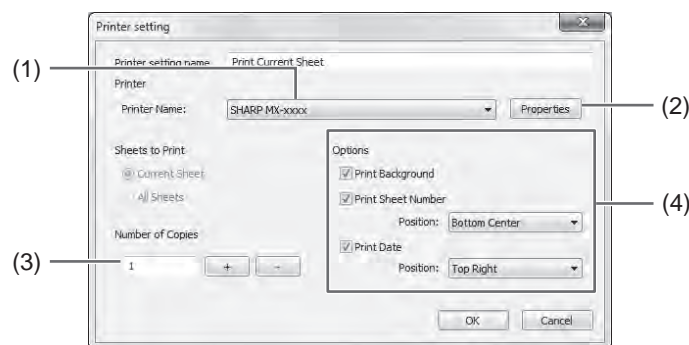 Printer setting
(1)
Printer setting name Print Current Sheet
Printer
Printer Name: SHARP MX-xxxx Properties
(2)
Sheets to Print
Current Sheet
All Sheets
Options
Print Background
Print Sheet Number
Position: Bottom Center
Print Date
Position: Top Right
(4)
Number of Copies
(3)
1 + -
OK Cancel